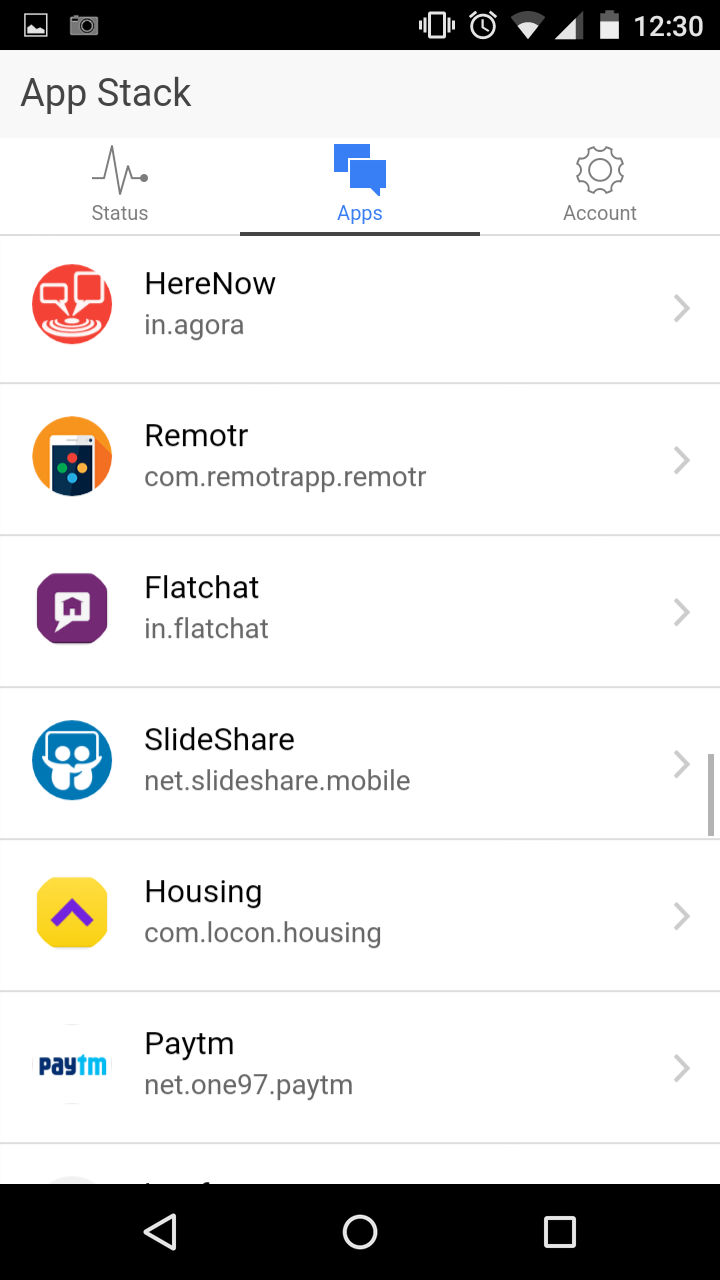 12:30
App Stack
Status
Apps
Account
HereNow
in.agora
Remotr
com.remotrapp.remotr
Flatchat
in.flatchat
SlideShare
net.slideshare.mobile
Housing
com.locon.housing
paytm
Paytm
net.one97.paytm